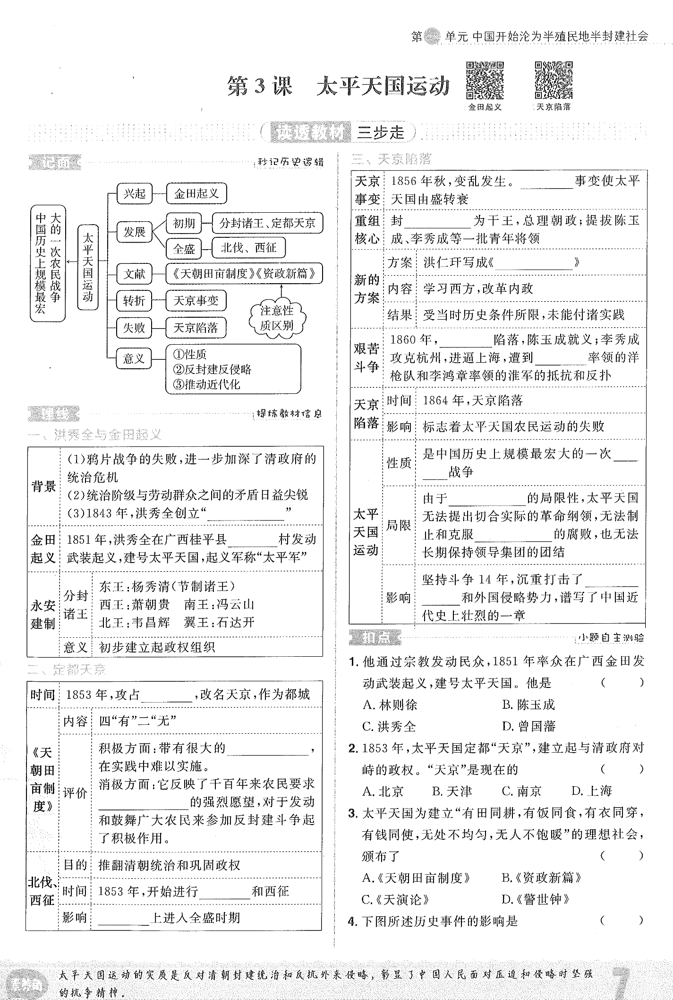 第一单元 中国开始沦为半殖民地半封建社会
第3课 太平天国运动
金田起义
天京陷落
读透教材 三步走
记面
秒记历史逻辑
中国历史上规模最宏
大的一次农民战争
太平天国运动
兴起
金田起义
发展
初期
分封诸王、定都天京
全盛
北伐、西征
文献
《天朝田亩制度》《资政新篇》
转折
天京事变
注意性
质区别
失败
天京陷落
意义
①性质
②反封建反侵略
③推动近代化
理线
提炼教材信息
一、洪秀全与金田起义
背景
(1)鸦片战争的失败,进一步加深了清政府的
统治危机
(2)统治阶级与劳动群众之间的矛盾日益尖锐
(3)1843年,洪秀全创立“____________”
金田
起义
1851年,洪秀全在广西桂平县________村发动
武装起义,建号太平天国,起义军称“太平军”
永安
建制
分封
诸王
东王:杨秀清(节制诸王)
西王:萧朝贵 南王:冯云山
北王:韦昌辉 翼王:石达开
意义
初步建立起政权组织
二、定都天京
时间
1853年,攻占________,改名天京,作为都城
《天
朝田
亩制
度》
内容
四“有”二“无”
评价
积极方面:带有很大的____________,
在实践中难以实施。
消极方面:它反映了千百年来农民要求
______________的强烈愿望,对于发动
和鼓舞广大农民来参加反封建斗争起
了积极作用。
北伐、
西征
目的
推翻清朝统治和巩固政权
时间
1853年,开始进行________和西征
影响
________上进入全盛时期
三、天京陷落
天京
事变
1856年秋,变乱发生。________事变使太平
天国由盛转衰
重组
核心
封__________为干王,总理朝政;提拔陈玉
成、李秀成等一批青年将领
新的
方案
方案
洪仁玕写成《____________》
内容
学习西方,改革内政
结果
受当时历史条件所限,未能付诸实践
艰苦
斗争
1860年,________陷落,陈玉成就义;李秀成
攻克杭州,进逼上海,遭到________率领的洋
枪队和李鸿章率领的淮军的抵抗和反扑
天京
陷落
时间
1864年,天京陷落
影响
标志着太平天国农民运动的失败
太平
天国
运动
性质
是中国历史上规模最宏大的一次____
____战争
局限
由于____________的局限性,太平天国
无法提出切合实际的革命纲领,无法制
止和克服____________的腐败,也无法
长期保持领导集团的团结
影响
坚持斗争14年,沉重打击了________
______和外国侵略势力,谱写了中国近
代史上壮烈的一章
扣点
小题自主测验
1. 他通过宗教发动民众,1851年率众在广西金田发
动武装起义,建号太平天国。他是 ( )
A. 林则徐 B. 陈玉成
C. 洪秀全 D. 曾国藩
2. 1853年,太平天国定都“天京”,建立起与清政府对
峙的政权。“天京”是现在的 ( )
A. 北京 B. 天津 C. 南京 D. 上海
3. 太平天国为建立“有田同耕,有饭同食,有衣同穿,
有钱同使,无处不均匀,无人不饱暖”的理想社会,
颁布了 ( )
A.《天朝田亩制度》 B.《资政新篇》
C.《天演论》 D.《警世钟》
4. 下图所述历史事件的影响是 ( )
太平天国运动的实质是反对清朝封建统治和反抗外来侵略,彰显了中国人民面对压迫和侵略时坚强
的抗争精神.
7